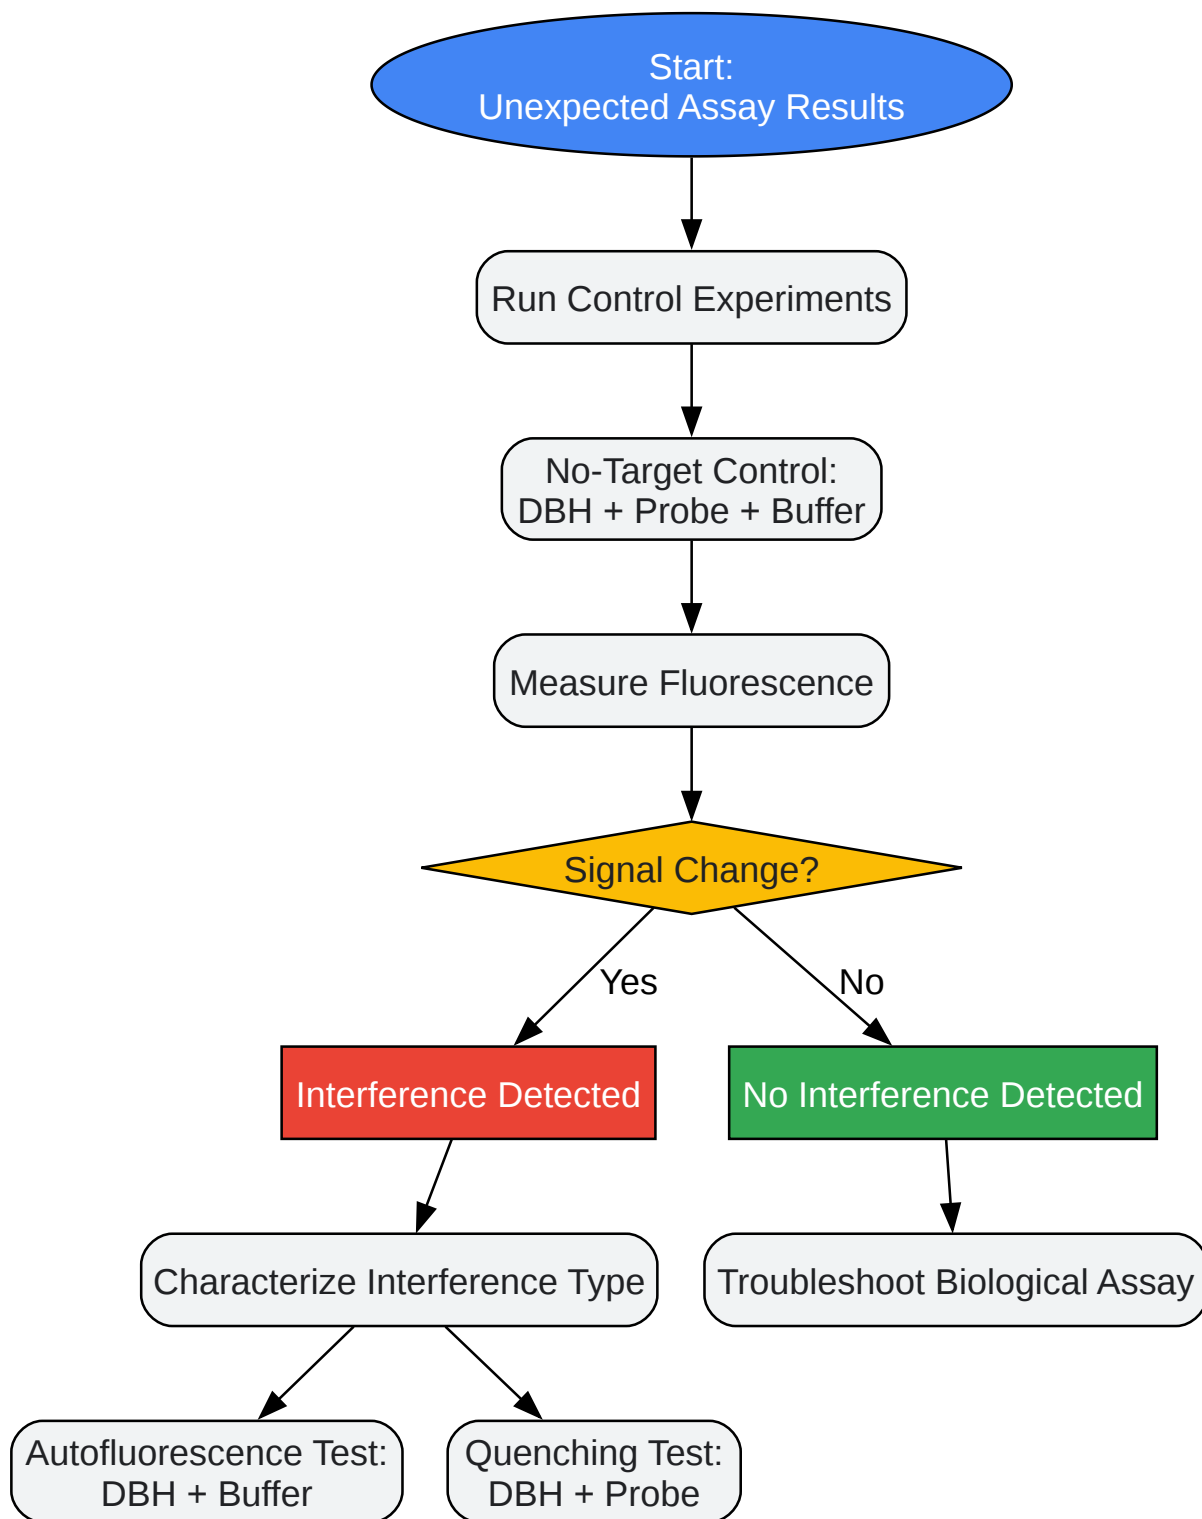 Start:
Unexpected Assay Results
Run Control Experiments
No-Target Control:
DBH + Probe + Buffer
Measure Fluorescence
Signal Change?
Yes
No
Interference Detected
No Interference Detected
Characterize Interference Type
Troubleshoot Biological Assay
Autofluorescence Test:
DBH + Buffer
Quenching Test:
DBH + Probe